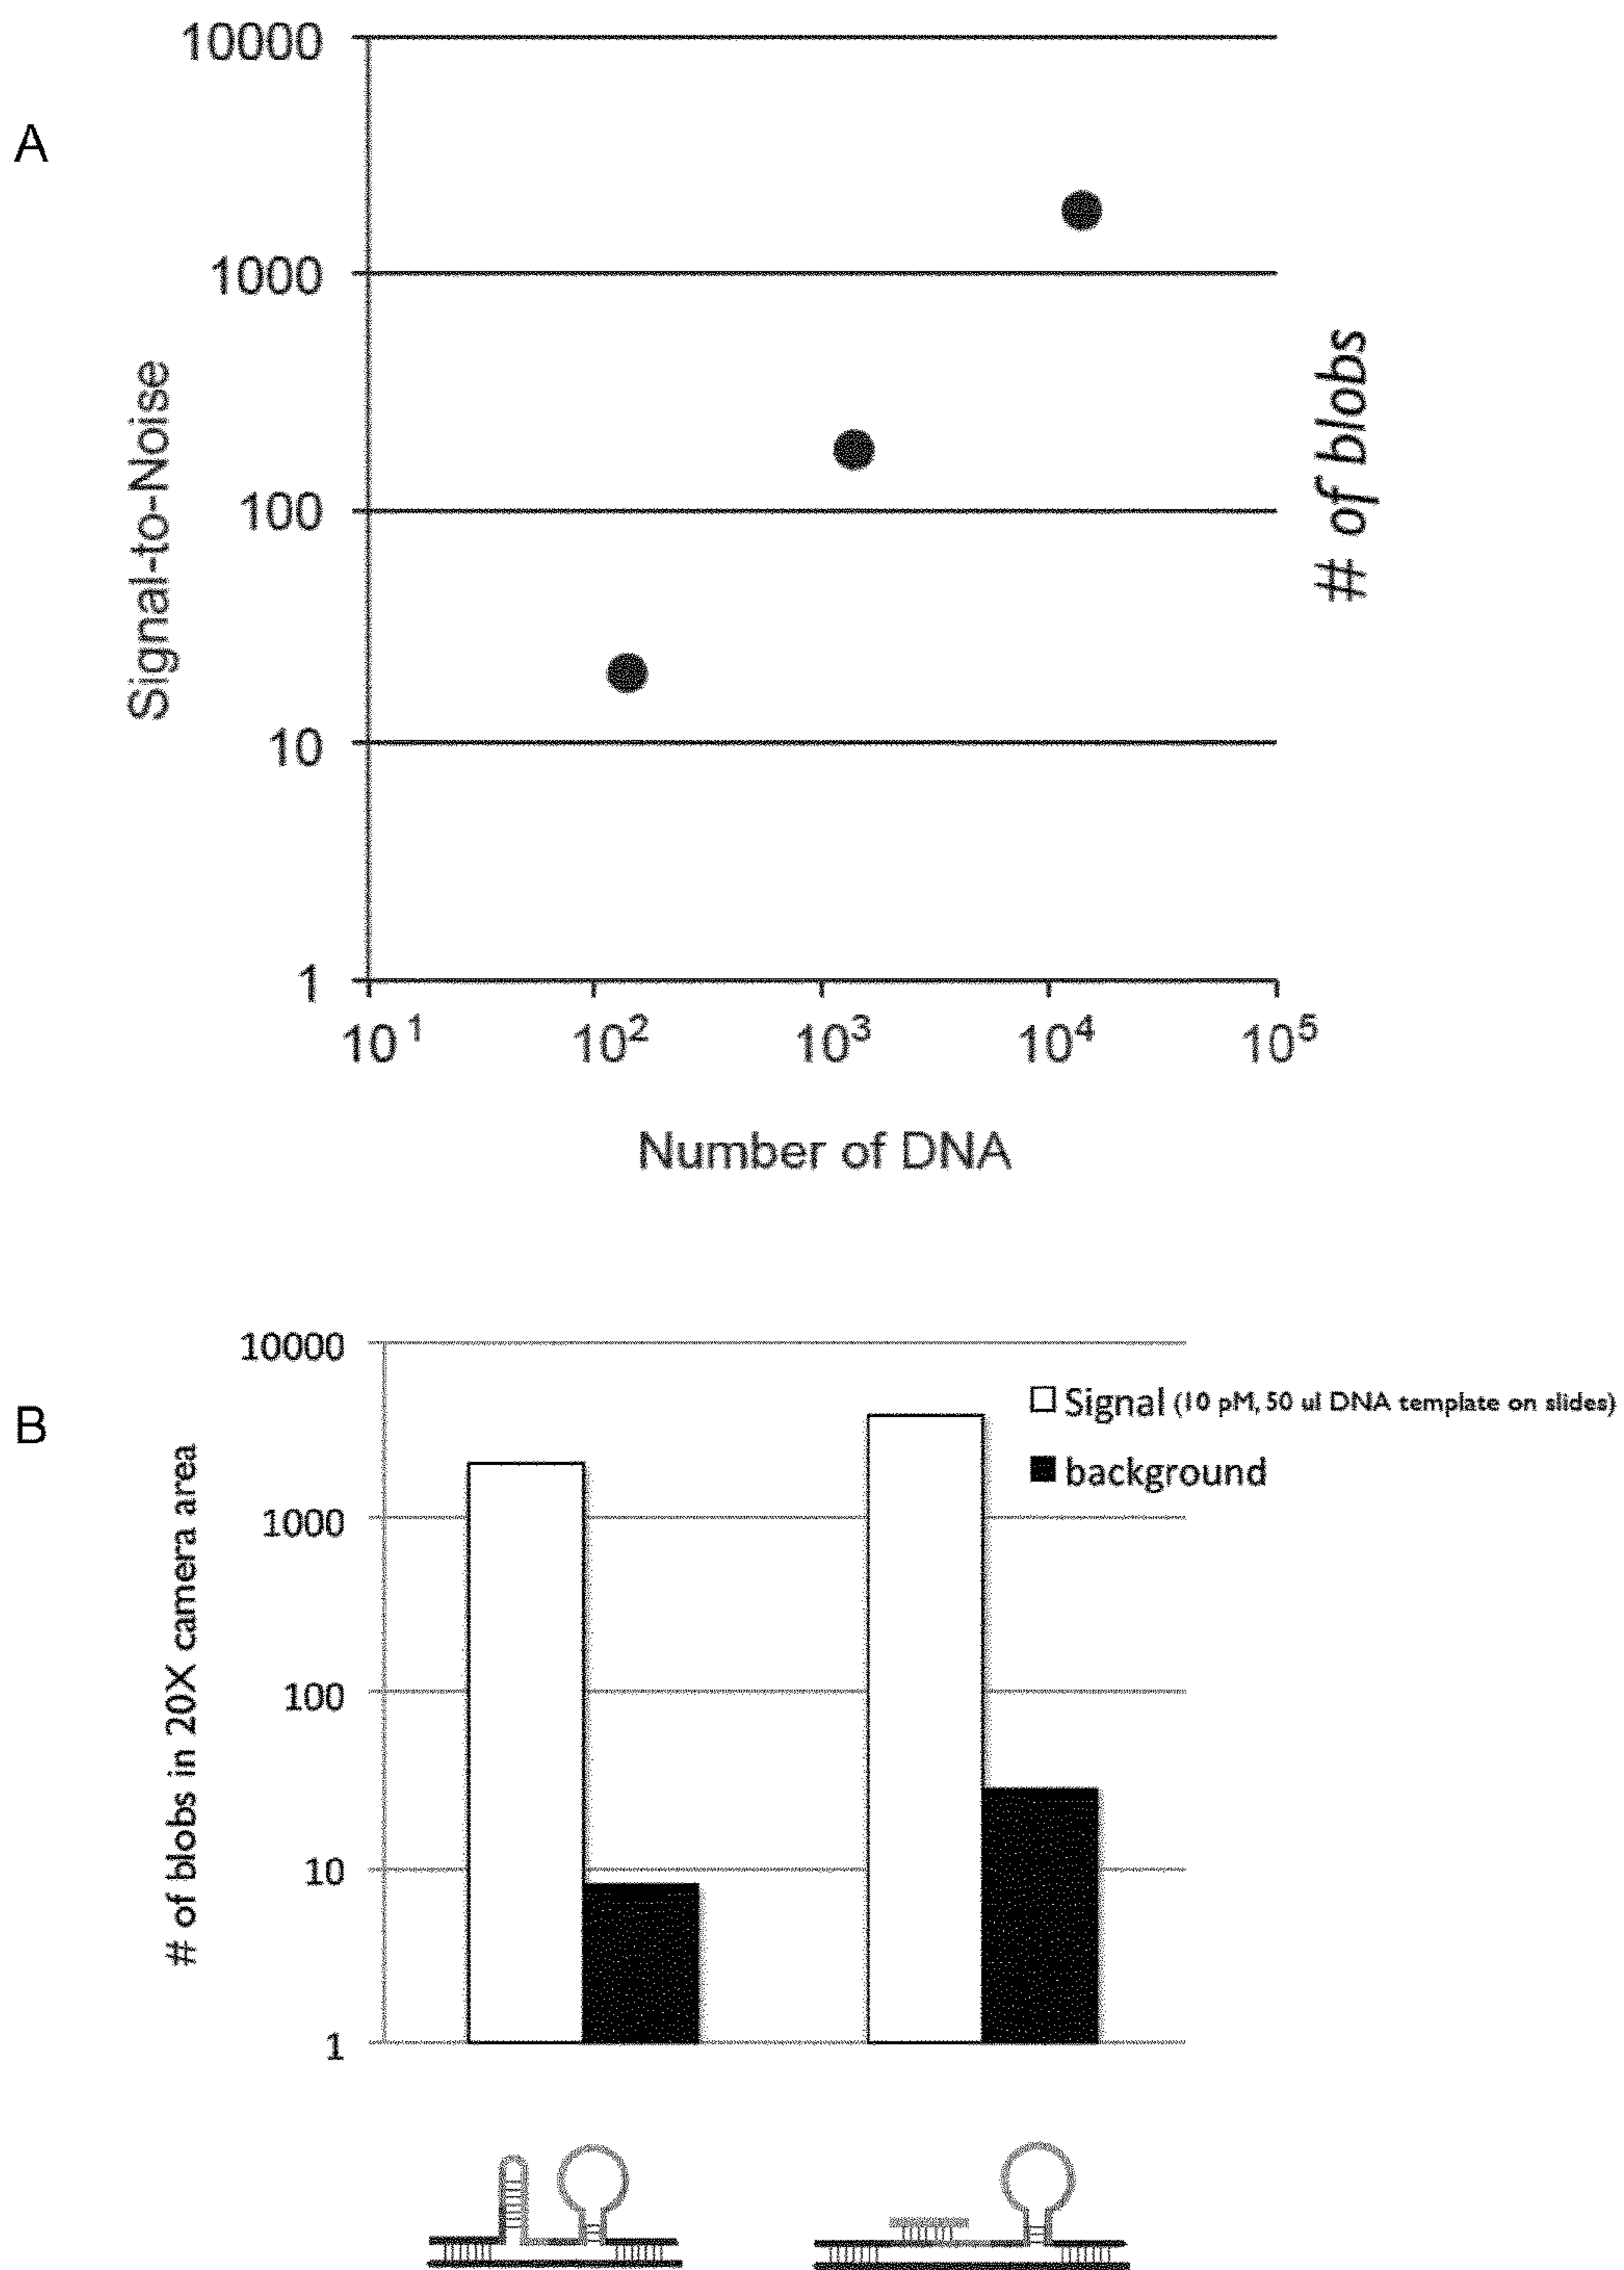 A
10000
1000
100
10
1
Signal-to-Noise
# of blobs
10^1 10^2 10^3 10^4 10^5
Number of DNA
B
10000
1000
100
10
1
# of blobs in 20X camera area
Signal (10 pM, 50 ul DNA template on slides)
background